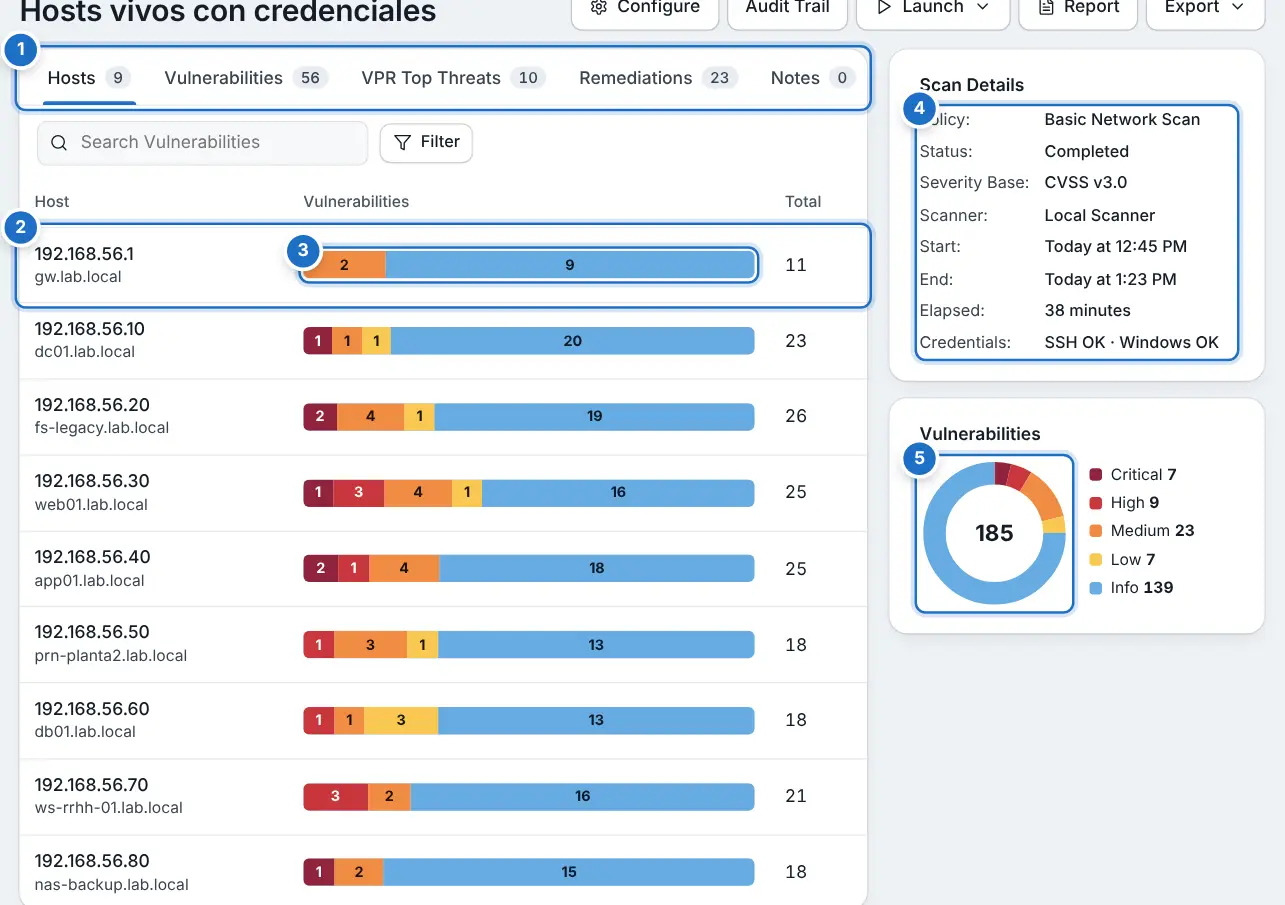 Hosts vivos con credenciales
Configure
Audit Trail
Launch
Report
Export
1
Hosts 9
Vulnerabilities 56
VPR Top Threats 10
Remediations 23
Notes 0
Search Vulnerabilities
Filter
Host Vulnerabilities Total
2
192.168.56.1
gw.lab.local
3
2 9 11
192.168.56.10
dc01.lab.local
1 1 1 20 23
192.168.56.20
fs-legacy.lab.local
2 4 1 19 26
192.168.56.30
web01.lab.local
1 3 4 1 16 25
192.168.56.40
app01.lab.local
2 1 4 18 25
192.168.56.50
prn-planta2.lab.local
1 3 1 13 18
192.168.56.60
db01.lab.local
1 1 3 13 18
192.168.56.70
ws-rrhh-01.lab.local
3 2 16 21
192.168.56.80
nas-backup.lab.local
1 2 15 18
Scan Details
4
olicy: Basic Network Scan
Status: Completed
Severity Base: CVSS v3.0
Scanner: Local Scanner
Start: Today at 12:45 PM
End: Today at 1:23 PM
Elapsed: 38 minutes
Credentials: SSH OK · Windows OK
Vulnerabilities
5
185
Critical 7
High 9
Medium 23
Low 7
Info 139